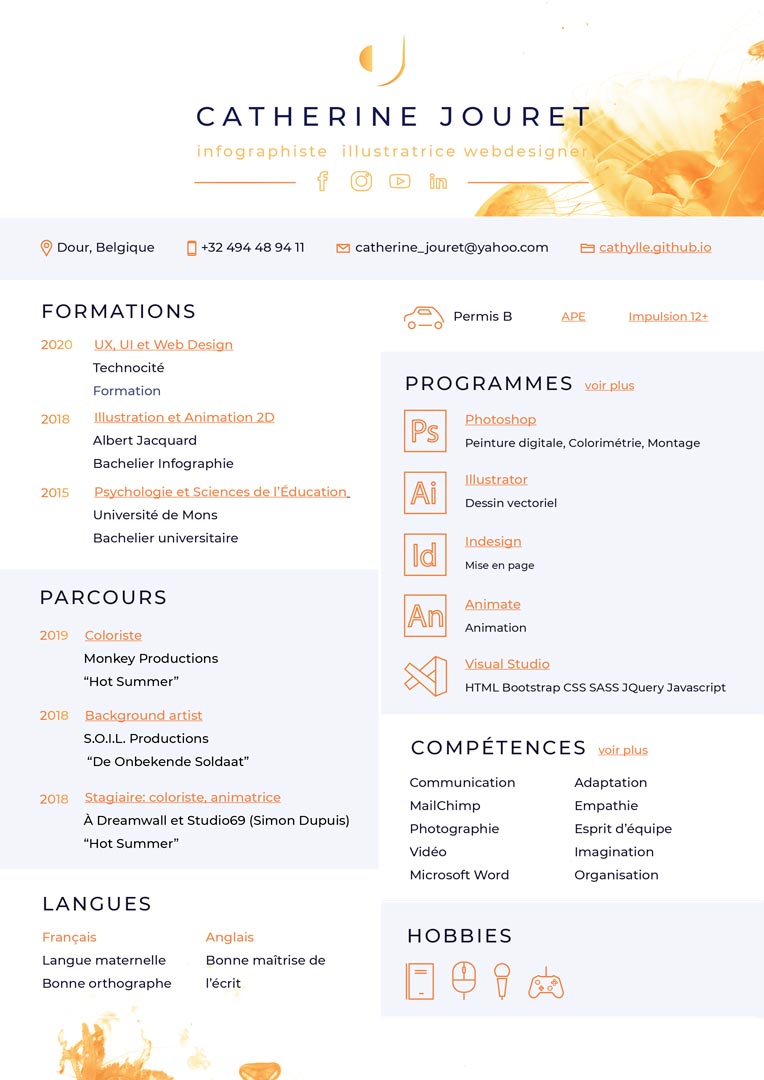 CATHERINE JOURET
infographiste illustratrice webdesigner
Dour, Belgique
+32 494 48 94 11
catherine_jouret@yahoo.com
cathylle.github.io
FORMATIONS
2020 UX, UI et Web Design
Technocité
Formation
2018 Illustration et Animation 2D
Albert Jacquard
Bachelier Infographie
2015 Psychologie et Sciences de l’Éducation
Université de Mons
Bachelier universitaire
PARCOURS
2019 Coloriste
Monkey Productions
“Hot Summer”
2018 Background artist
S.O.I.L. Productions
“De Onbekende Soldaat”
2018 Stagiaire: coloriste, animatrice
À Dreamwall et Studio69 (Simon Dupuis)
“Hot Summer”
LANGUES
Français
Langue maternelle
Bonne orthographe
Anglais
Bonne maîtrise de
l’écrit
Permis B
APE
Impulsion 12+
PROGRAMMES voir plus
Ps
Photoshop
Peinture digitale, Colorimétrie, Montage
Ai
Illustrator
Dessin vectoriel
Id
Indesign
Mise en page
An
Animate
Animation
Visual Studio
HTML Bootstrap CSS SASS JQuery Javascript
COMPÉTENCES voir plus
Communication
MailChimp
Photographie
Vidéo
Microsoft Word
Adaptation
Empathie
Esprit d’équipe
Imagination
Organisation
HOBBIES